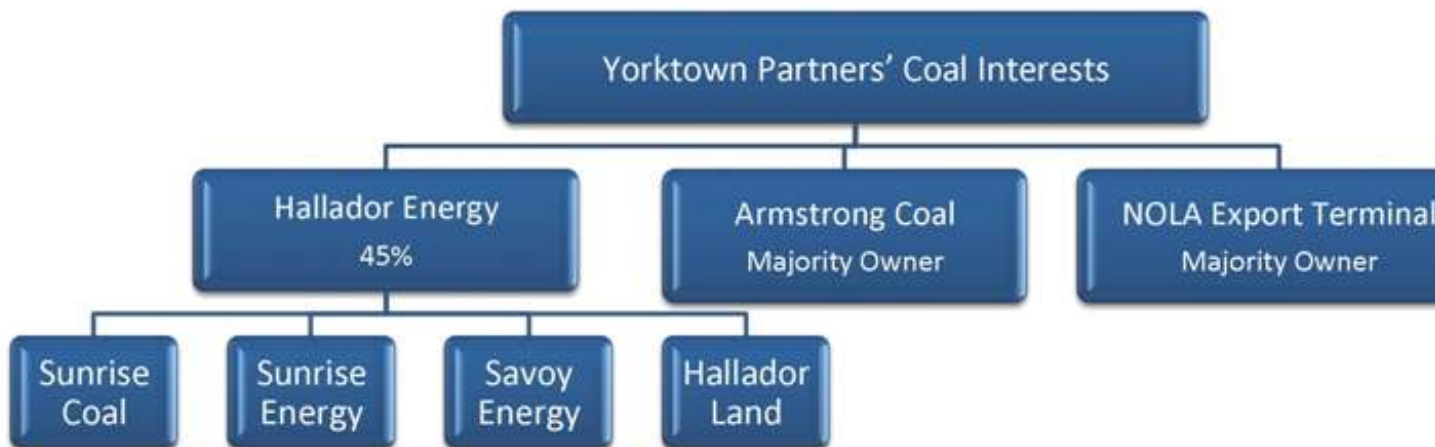 Yorktown Partners' Coal Interests
Hallador Energy
45%
Armstrong Coal
Majority Owner
NOLA Export Terminal
Majority Owner
Sunrise
Coal
Sunrise
Energy
Savoy
Energy
Hallador
Land